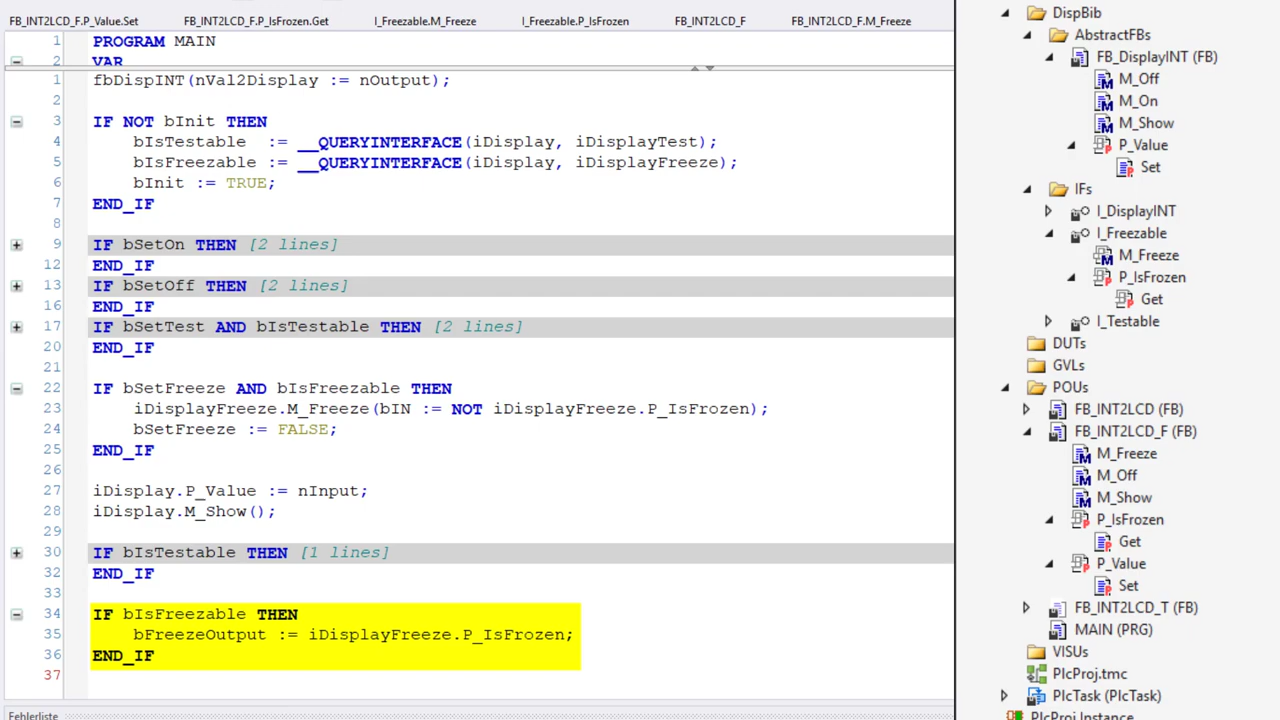 FB_INT2LCD_F.P_Value.Set FB_INT2LCD_F.P_IsFrozen.Get I_Freezable.M_Freeze I_Freezable.P_IsFrozen FB_INT2LCD_F FB_INT2LCD_F.M_Freeze
1 PROGRAM MAIN
2 VAR
1 fbDispINT(nVal2Display := nOutput);
2
3 IF NOT bInit THEN
4 bIsTestable := __QUERYINTERFACE(iDisplay, iDisplayTest);
5 bIsFreezable := __QUERYINTERFACE(iDisplay, iDisplayFreeze);
6 bInit := TRUE;
7 END_IF
8
9 IF bSetOn THEN [2 lines]
12 END_IF
13 IF bSetOff THEN [2 lines]
16 END_IF
17 IF bSetTest AND bIsTestable THEN [2 lines]
20 END_IF
21
22 IF bSetFreeze AND bIsFreezable THEN
23 iDisplayFreeze.M_Freeze(bIN := NOT iDisplayFreeze.P_IsFrozen);
24 bSetFreeze := FALSE;
25 END_IF
26
27 iDisplay.P_Value := nInput;
28 iDisplay.M_Show();
29
30 IF bIsTestable THEN [1 lines]
32 END_IF
33
34 IF bIsFreezable THEN
35 bFreezeOutput := iDisplayFreeze.P_IsFrozen;
36 END_IF
37
Fehlerliste
DispBib
AbstractFBs
FB_DisplayINT (FB)
M_Off
M_On
M_Show
P_Value
Set
IFs
I_DisplayINT
I_Freezable
M_Freeze
P_IsFrozen
Get
I_Testable
DUTs
GVLs
POUs
FB_INT2LCD (FB)
FB_INT2LCD_F (FB)
M_Freeze
M_Off
M_Show
P_IsFrozen
Get
P_Value
Set
FB_INT2LCD_T (FB)
MAIN (PRG)
VISUs
PlcProj.tmc
PlcTask (PlcTask)
PlcProj Instance